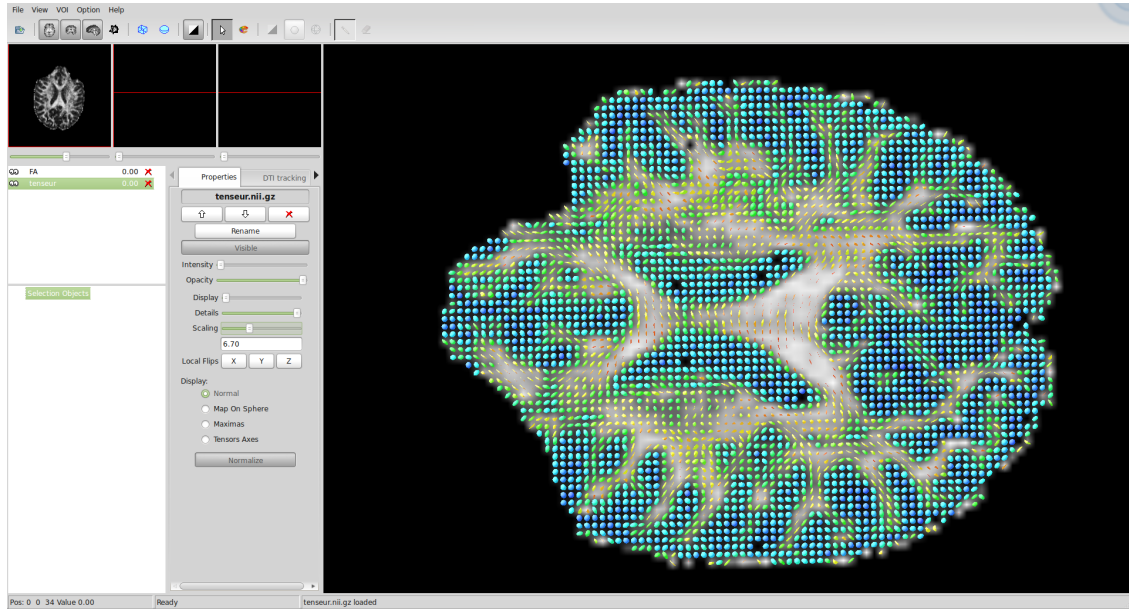 File View VOI Option Help
FA 0.00
tenseur 0.00
Selection Objects
Properties
DTI tracking
tenseur.nii.gz
Rename
Visible
Intensity
Opacity
Display
Details
Scaling
6.70
Local Flips X Y Z
Display:
Normal
Map On Sphere
Maximas
Tensors Axes
Normalize
Pos: 0 0 34 Value 0.00
Ready
tenseur.nii.gz loaded